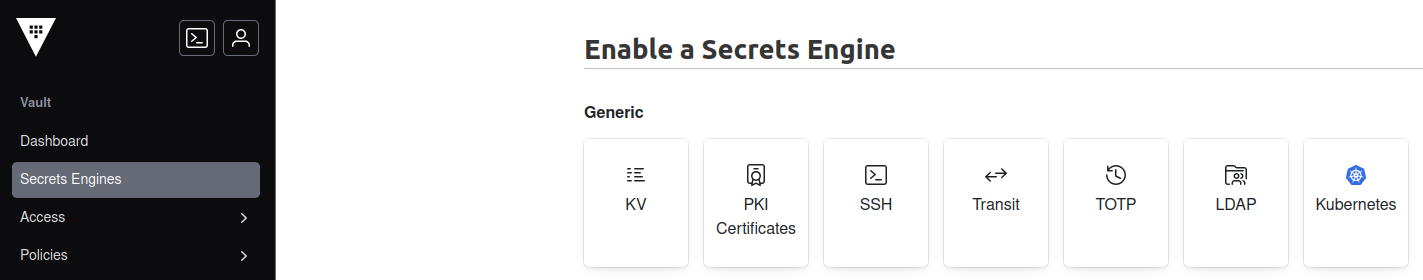 Vault
Dashboard
Secrets Engines
Access
Policies
Enable a Secrets Engine
Generic
KV
PKI
Certificates
SSH
Transit
TOTP
LDAP
Kubernetes